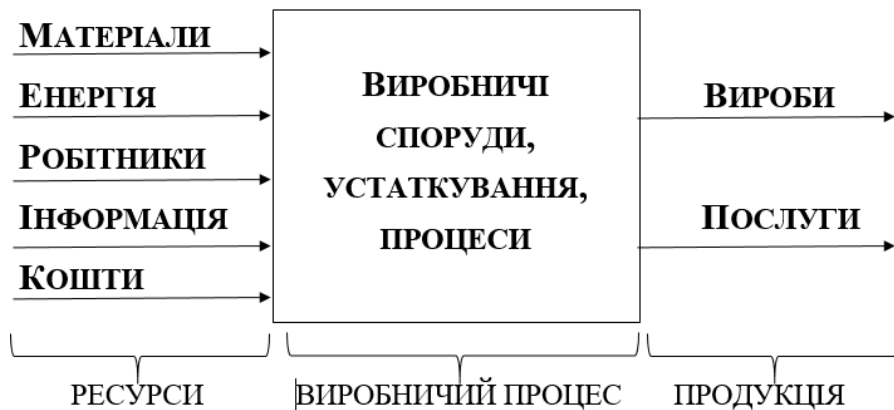 МАТЕРІАЛИ
ЕНЕРГІЯ
РОБІТНИКИ
ІНФОРМАЦІЯ
КОШТИ
ВИРОБНИЧІ
СПОРУДИ,
УСТАТКУВАННЯ,
ПРОЦЕСИ
ВИРОБИ
ПОСЛУГИ
РЕСУРСИ
ВИРОБНИЧИЙ ПРОЦЕС
ПРОДУКЦІЯ